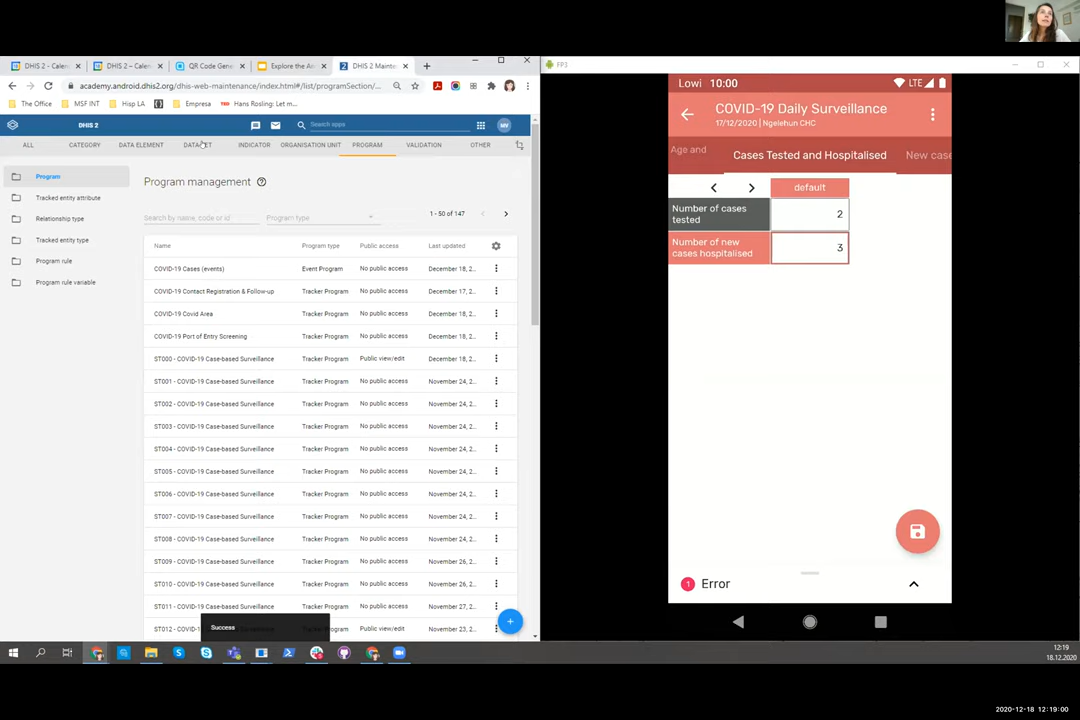 DHIS 2 - Calen
DHIS 2 – Calen
QR Code Gene
Explore the An
DHIS 2 Mainte
academy.android.dhis2.org/dhis-web-maintenance/index.html#/list/programSection/...
The Office
MSF INT
Hisp LA
Empresa
Hans Rosling: Let m...
DHIS 2
Search apps
MV
ALL
CATEGORY
DATA ELEMENT
DATA SET
INDICATOR
ORGANISATION UNIT
PROGRAM
VALIDATION
OTHER
Program
Tracked entity attribute
Relationship type
Tracked entity type
Program rule
Program rule variable
Program management
Search by name, code or id
Program type
1 - 50 of 147
Name Program type Public access Last updated
COVID-19 Cases (events) Event Program No public access December 18, 2...
COVID-19 Contact Registration & Follow-up Tracker Program No public access December 17, 2...
COVID-19 Covid Area Tracker Program No public access December 18, 2...
COVID-19 Port of Entry Screening Tracker Program No public access December 18, 2...
ST000 - COVID-19 Case-based Surveillance Tracker Program Public view/edit December 18, 2...
ST001 - COVID-19 Case-based Surveillance Tracker Program No public access November 24, 2...
ST002 - COVID-19 Case-based Surveillance Tracker Program No public access November 24, 2...
ST003 - COVID-19 Case-based Surveillance Tracker Program No public access November 24, 2...
ST004 - COVID-19 Case-based Surveillance Tracker Program No public access November 24, 2...
ST005 - COVID-19 Case-based Surveillance Tracker Program No public access November 24, 2...
ST006 - COVID-19 Case-based Surveillance Tracker Program No public access November 24, 2...
ST007 - COVID-19 Case-based Surveillance Tracker Program No public access November 24, 2...
ST008 - COVID-19 Case-based Surveillance Tracker Program No public access November 24, 2...
ST009 - COVID-19 Case-based Surveillance Tracker Program No public access November 26, 2...
ST010 - COVID-19 Case-based Surveillance Tracker Program No public access November 26, 2...
ST011 - COVID-19 Case-based Surveillance Tracker Program No public access November 27, 2...
ST012 - COVID-19 Program Public view/edit November 23, 2...
Success
FP3
Lowi 10:00
LTE
COVID-19 Daily Surveillance
17/12/2020 | Ngelehun CHC
Age and
Cases Tested and Hospitalised
New case
default
Number of cases
tested
2
Number of new
cases hospitalised
3
1 Error
12:19
18.12.2020
2020-12-18 12:19:00